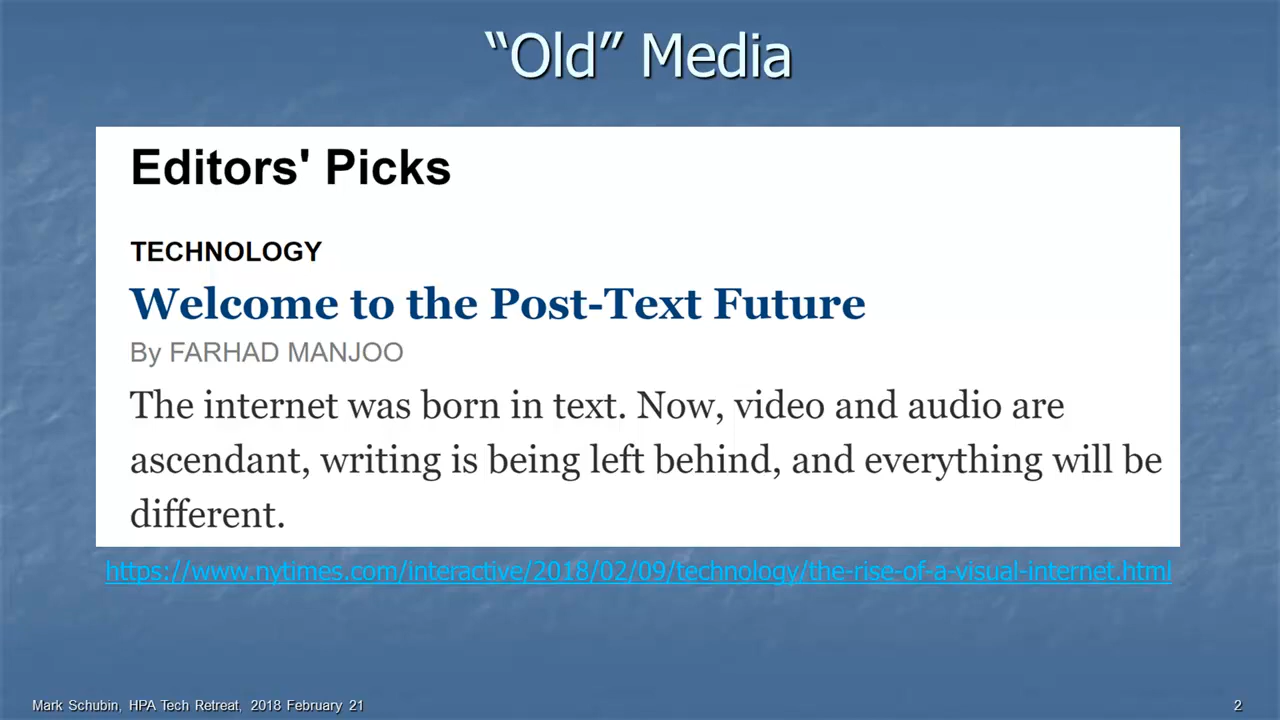 “Old” Media
Editors' Picks
TECHNOLOGY
Welcome to the Post-Text Future
By FARHAD MANJOO
The internet was born in text. Now, video and audio are
ascendant, writing is being left behind, and everything will be
different.
https://www.nytimes.com/interactive/2018/02/09/technology/the-rise-of-a-visual-internet.html
Mark Schubin, HPA Tech Retreat, 2018 February 21
2